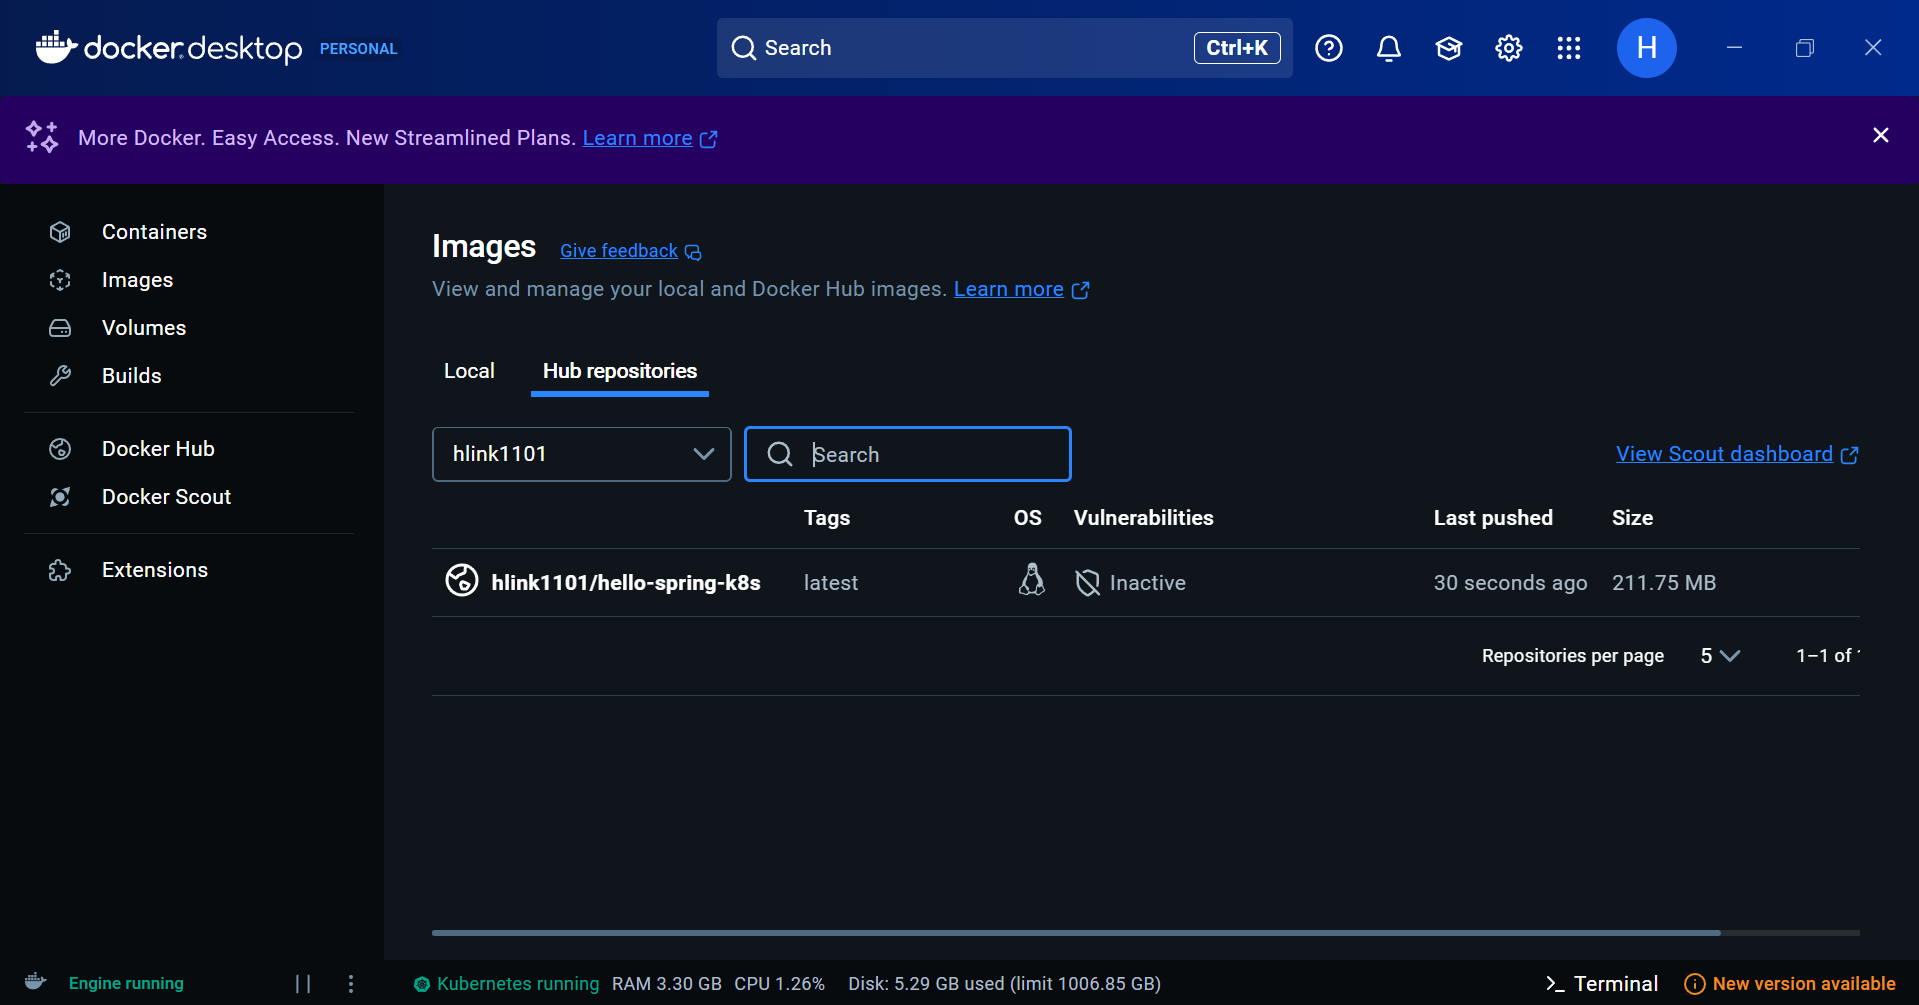 docker desktop PERSONAL
Search Ctrl+K
H
More Docker. Easy Access. New Streamlined Plans. Learn more
Containers
Images
Volumes
Builds
Docker Hub
Docker Scout
Extensions
Images Give feedback
View and manage your local and Docker Hub images. Learn more
Local Hub repositories
hlink1101 Search View Scout dashboard
Tags OS Vulnerabilities Last pushed Size
hlink1101/hello-spring-k8s latest Inactive 30 seconds ago 211.75 MB
Repositories per page 5 1–1 of
Engine running Kubernetes running RAM 3.30 GB CPU 1.26% Disk: 5.29 GB used (limit 1006.85 GB) Terminal New version available